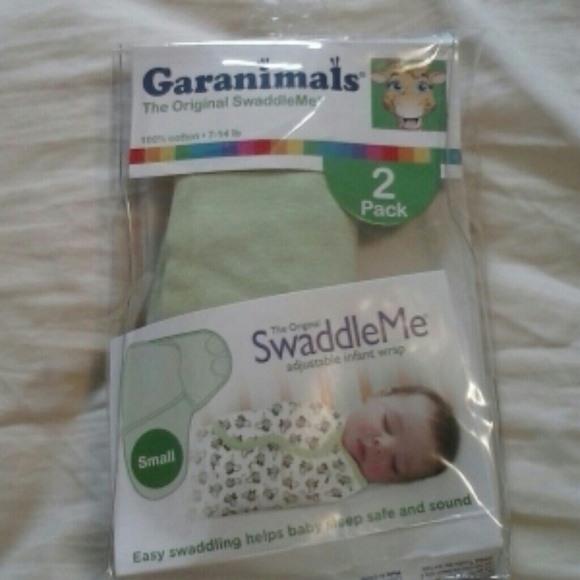 Garanimals®
The Original SwaddleMe®
100% cotton • 7-14 lb
2
Pack
The Original
SwaddleMe®
adjustable infant wrap
Small
Easy swaddling helps baby sleep safe and sound